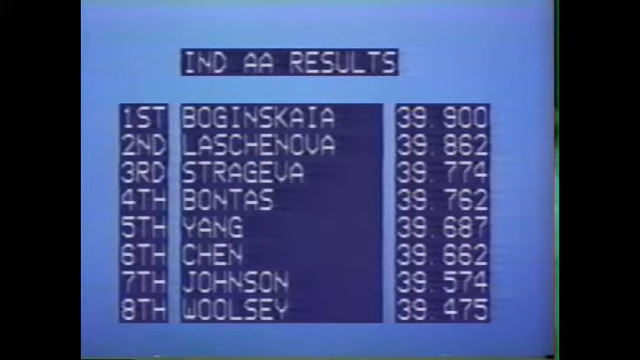 IND AA RESULTS
1ST BOGINSKAIA 39.900
2ND LASCHENOVA 39.862
3RD STRAGEVA 39.774
4TH BONTAS 39.762
5TH YANG 39.687
6TH CHEN 39.662
7TH JOHNSON 39.574
8TH WOOLSEY 39.475